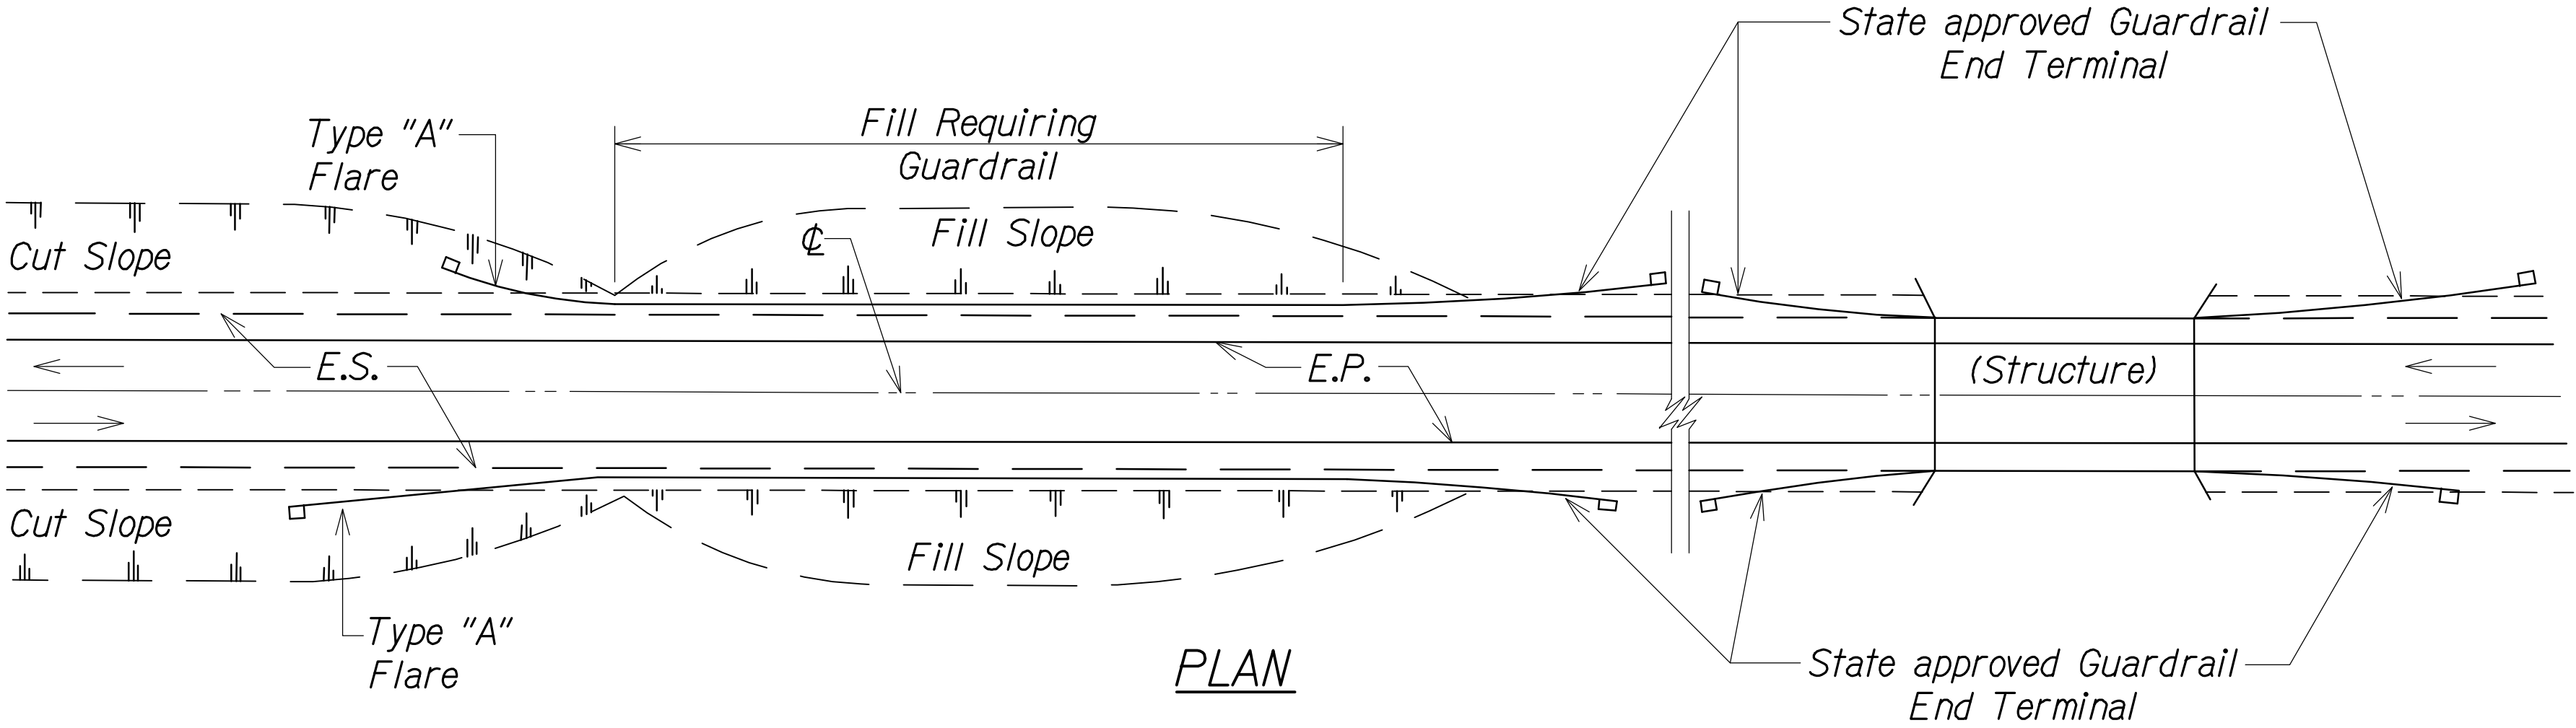 State approved Guardrail
End Terminal
Type "A"
Flare
Fill Requiring
Guardrail
Cut Slope
℄
Fill Slope
E.S.
E.P.
(Structure)
Cut Slope
Fill Slope
Type "A"
Flare
PLAN
State approved Guardrail
End Terminal